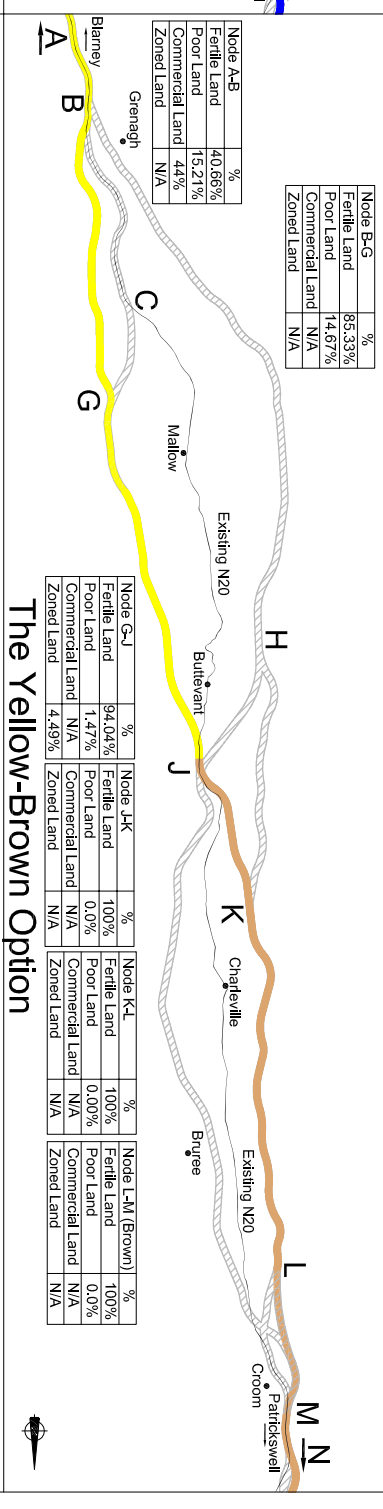 Node B-G %
Fertile Land 85.33%
Poor Land 14.67%
Commercial Land N/A
Zoned Land N/A
Node A-B %
Fertile Land 40.66%
Poor Land 15.21%
Commercial Land 44%
Zoned Land N/A
Grenagh
Blarney
A
B
C
Mallow
Existing N20
G
H
Buttevant
J
K
Charleville
Existing N20
Bruree
L
Croom
Patrickswell
M
N
Node G-J %
Fertile Land 94.04%
Poor Land 1.47%
Commercial Land N/A
Zoned Land 4.49%
Node J-K %
Fertile Land 100%
Poor Land 0.0%
Commercial Land N/A
Zoned Land N/A
Node K-L %
Fertile Land 100%
Poor Land 0.00%
Commercial Land N/A
Zoned Land N/A
Node L-M (Brown) %
Fertile Land 100%
Poor Land 0.0%
Commercial Land N/A
Zoned Land N/A
The Yellow-Brown Option